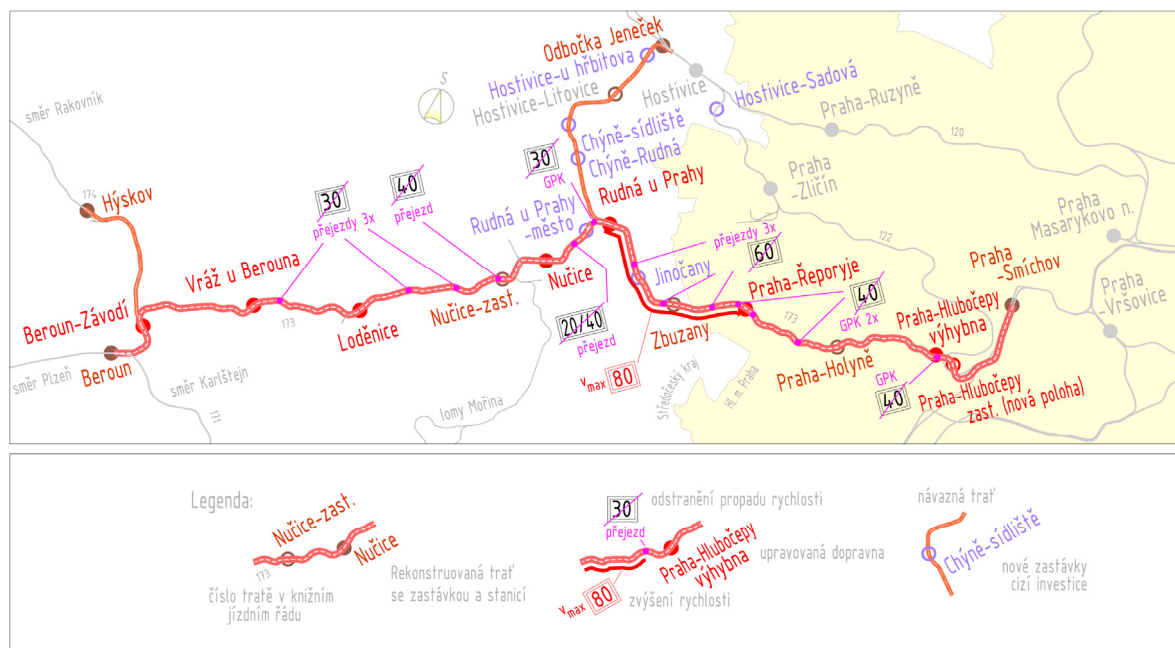 Odbočka Jeneček
Hostivice-u hřbitova
Hostivice-Litovice
Hostivice
Hostivice-Sadová
Praha-Ruzyně
120
S
směr Rakovník
174
Hýskov
30
přejezdy 3x
40
přejezd
30
GPK
Chýně-sídliště
Chýně-Rudná
Rudná u Prahy
Rudná u Prahy
-město
Praha
-Zličín
122
Praha
Masarykovo n.
Praha
-Smíchov
Praha
-Vršovice
přejezdy 3x
60
Jinočany
Praha-Řeporyje
40
GPK 2x
Vráž u Berouna
Beroun-Závodí
Beroun
173
Loděnice
Nučice-zast.
Nučice
20/40
přejezd
Zbuzany
vmax 80
173
Praha-Holyně
Praha-Hlubočepy
výhybna
GPK
40
Praha-Hlubočepy
zast. (nová poloha)
směr Plzeň
směr Karlštejn
171
lomy Mořina
Středočeský kraj
Hl. m. Praha
Legenda:
Nučice-zast.
Nučice
173
číslo tratě v knižním
jízdním řádu
Rekonstruovaná trať
se zastávkou a stanicí
30
přejezd
odstranění propadu rychlosti
Praha-Hlubočepy
výhybna
upravovaná dopravna
vmax 80
zvýšení rychlosti
návazná trať
Chýně-sídliště
nové zastávky
cizí investice